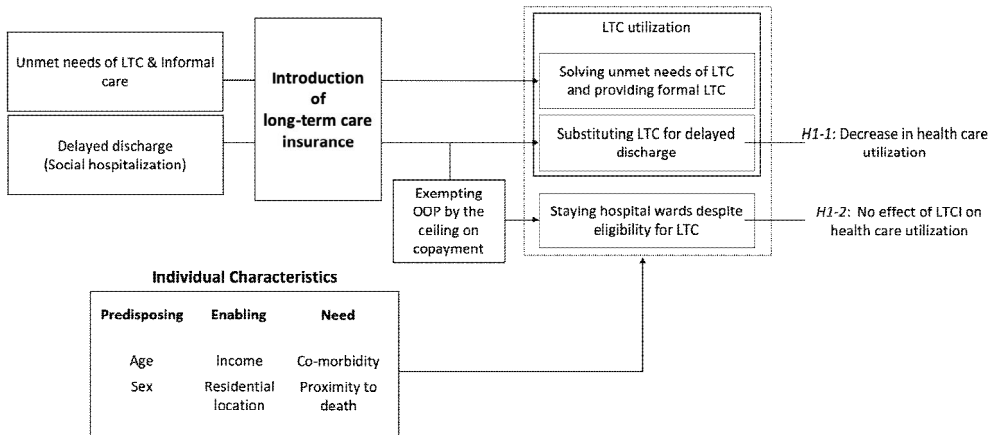 Unmet needs of LTC & Informal
care
Delayed discharge
(Social hospitalization)
Introduction
of
long-term care
insurance
LTC utilization
Solving unmet needs of LTC
and providing formal LTC
Substituting LTC for delayed
discharge
H1-1: Decrease in health care
utilization
Exempting
OOP by the
ceiling on
copayment
Staying hospital wards despite
eligibility for LTC
H1-2: No effect of LTCI on
health care utilization
Individual Characteristics
Predisposing Enabling Need
Age Income Co-morbidity
Sex Residential Proximity to
location death